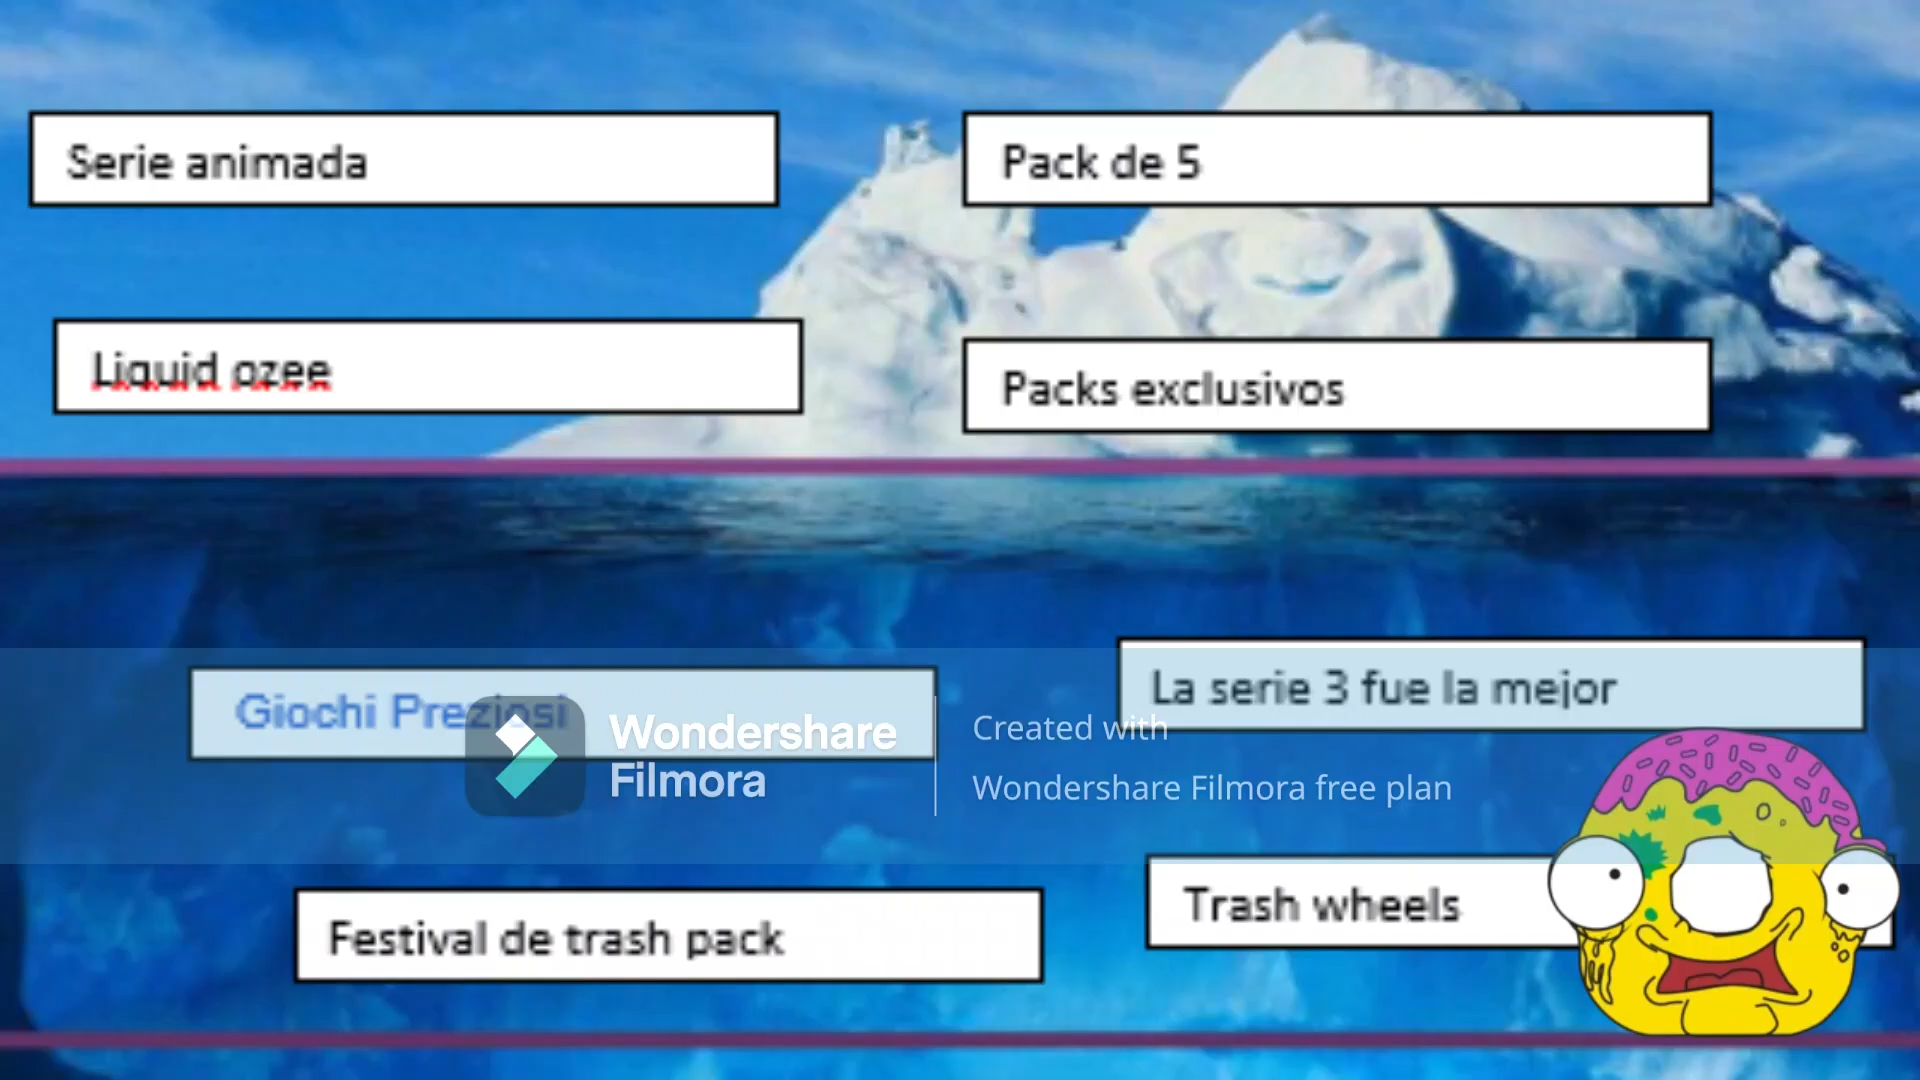 Serie animada
Pack de 5
Liquid ozee
Packs exclusivos
Giochi Preziosi
La serie 3 fue la mejor
Wondershare
Filmora
Created with
Wondershare Filmora free plan
Festival de trash pack
Trash wheels